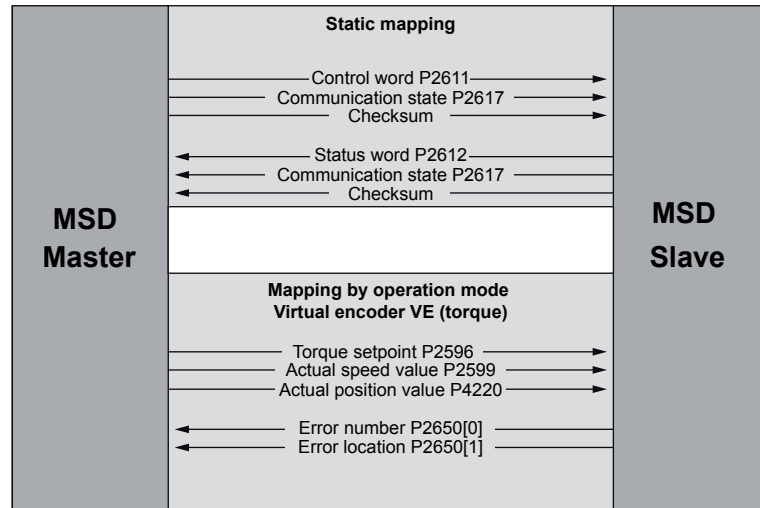 Static mapping
Control word P2611
Communication state P2617
Checksum
Status word P2612
Communication state P2617
Checksum
MSD
Master
MSD
Slave
Mapping by operation mode
Virtual encoder VE (torque)
Torque setpoint P2596
Actual speed value P2599
Actual position value P4220
Error number P2650[0]
Error location P2650[1]